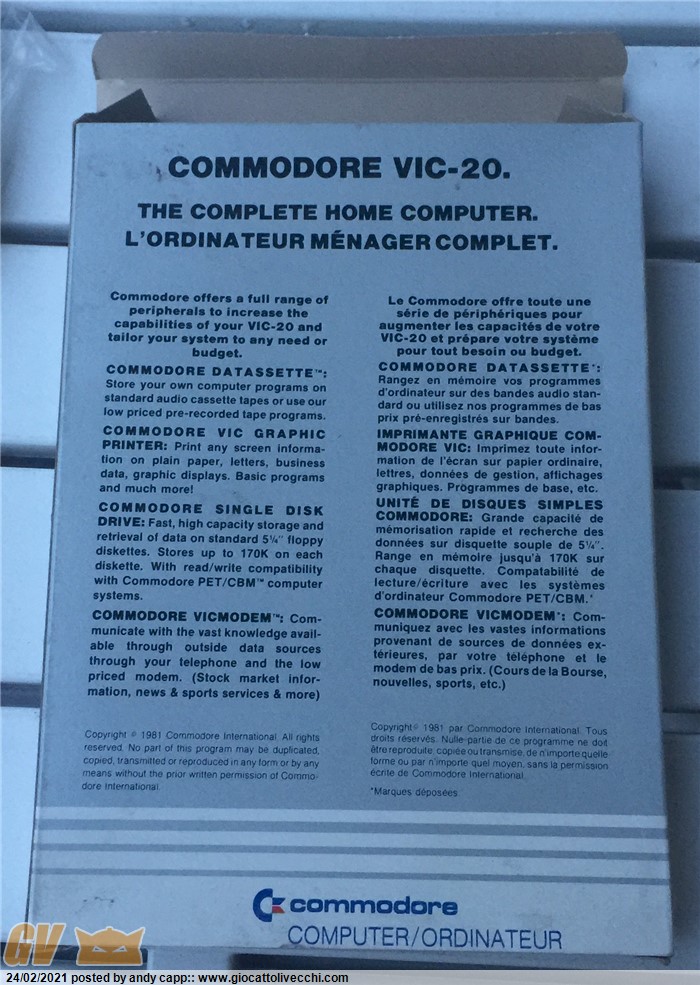 COMMODORE VIC-20.
THE COMPLETE HOME COMPUTER.
L'ORDINATEUR MÉNAGER COMPLET.
Commodore offers a full range of
peripherals to increase the
capabilities of your VIC-20 and
tailor your system to any need or
budget.
COMMODORE DATASSETTE™:
Store your own computer programs on
standard audio cassette tapes or use our
low priced pre-recorded tape programs.
COMMODORE VIC GRAPHIC
PRINTER: Print any screen informa-
tion on plain paper, letters, business
data, graphic displays. Basic programs
and much more!
COMMODORE SINGLE DISK
DRIVE: Fast, high capacity storage and
retrieval of data on standard 5¼" floppy
diskettes. Stores up to 170K on each
diskette. With read/write compatibility
with Commodore PET/CBM™ computer
systems.
COMMODORE VICMODEM™: Com-
municate with the vast knowledge avail-
able through outside data sources
through your telephone and the low
priced modem. (Stock market infor-
mation, news & sports services & more)
Copyright © 1981 Commodore International. All rights
reserved. No part of this program may be duplicated,
copied, transmitted or reproduced in any form or by any
means without the prior written permission of Commo-
dore International.
Le Commodore offre toute une
série de périphériques pour
augmenter les capacités de votre
VIC-20 et prépare votre système
pour tout besoin ou budget.
COMMODORE DATASSETTE*:
Rangez en mémoire vos programmes
d'ordinateur sur des bandes audio stan-
dard ou utilisez nos programmes de bas
prix pré-enregistrés sur bandes.
IMPRIMANTE GRAPHIQUE COM-
MODORE VIC: Imprimez toute infor-
mation de l'écran sur papier ordinaire,
lettres, données de gestion, affichages
graphiques. Programmes de base, etc.
UNITÉ DE DISQUES SIMPLES
COMMODORE: Grande capacité de
mémorisation rapide et recherche des
données sur disquette souple de 5¼".
Range en mémoire jusqu'à 170K sur
chaque disquette. Compatabilité de
lecture/écriture avec les systèmes
d'ordinateur Commodore PET/CBM.*
COMMODORE VICMODEM*: Com-
muniquez avec les vastes informations
provenant de sources de données ex-
térieures, par votre téléphone et le
modem de bas prix. (Cours de la Bourse,
nouvelles, sports, etc.)
Copyright © 1981 par Commodore International. Tous
droits réservés. Nulle partie de ce programme ne doit
être reproduite, copiée ou transmise, de n'importe quelle
forme ou par n'importe quel moyen, sans la permission
écrite de Commodore International.
*Marques déposées
commodore
COMPUTER/ORDINATEUR
GV
24/02/2021 posted by andy capp:: www.giocattolivecchi.com